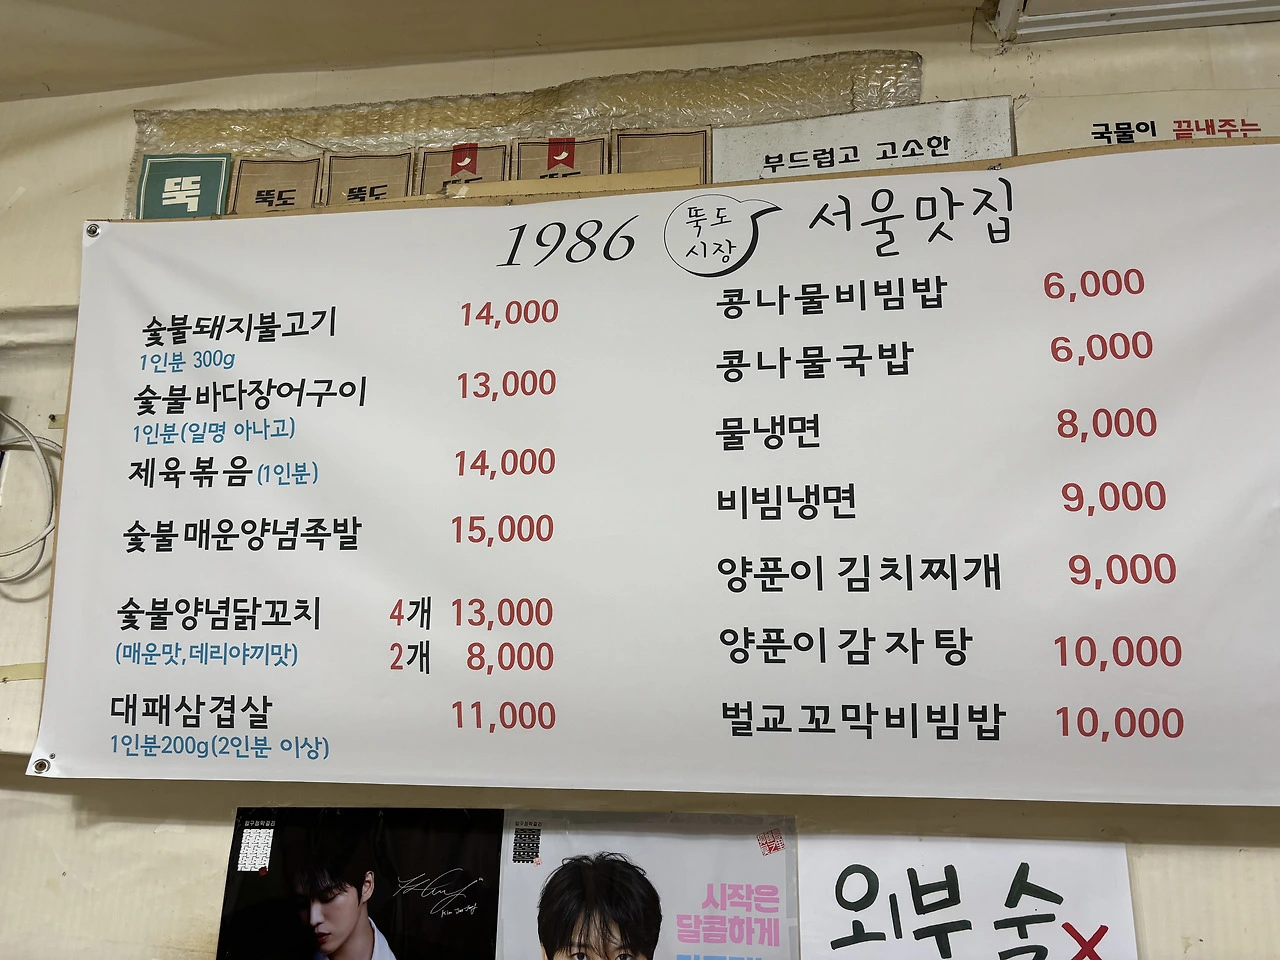 뚝
뚝도
뚝도
부드럽고 고소한
국물이 끝내주는
1986 뚝도시장 서울맛집
숯불돼지불고기 14,000
1인분 300g
숯불바다장어구이 13,000
1인분(일명 아나고)
제육볶음(1인분) 14,000
숯불매운양념족발 15,000
숯불양념닭꼬치 4개 13,000
(매운맛,데리야끼맛) 2개 8,000
대패삼겹살 11,000
1인분200g(2인분 이상)
콩나물비빔밥 6,000
콩나물국밥 6,000
물냉면 8,000
비빔냉면 9,000
양푼이 김치찌개 9,000
양푼이감자탕 10,000
벌교꼬막비빔밥 10,000
시작은
달콤하게
외부 술 X